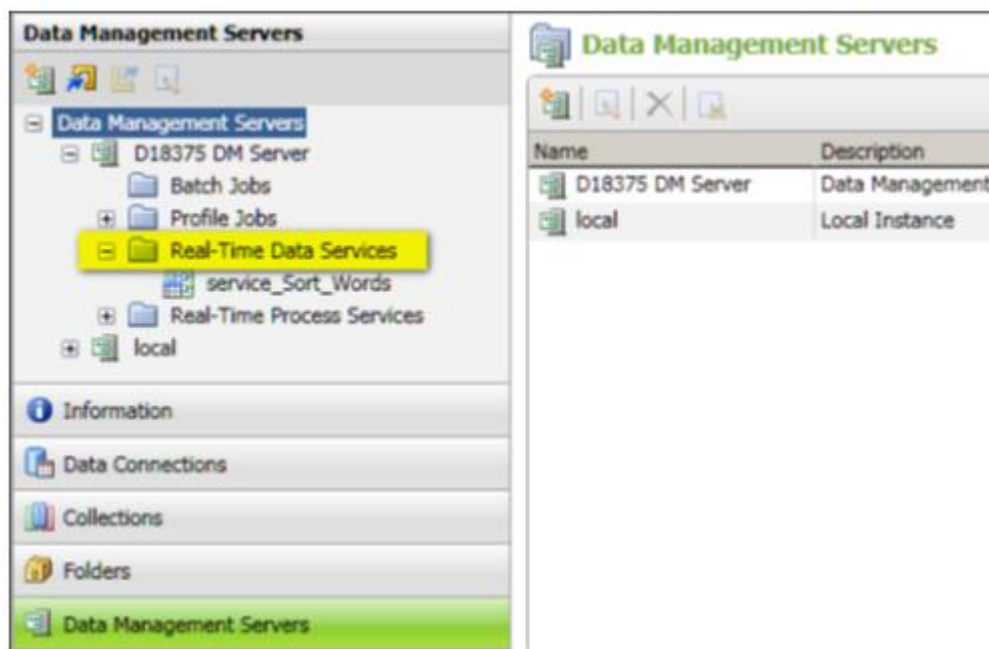 Data Management Servers
Data Management Servers
D18375 DM Server
Batch Jobs
Profile Jobs
Real-Time Data Services
service_Sort_Words
Real-Time Process Services
local
Information
Data Connections
Collections
Folders
Data Management Servers
Data Management Servers
Name Description
D18375 DM Server Data Management
local Local Instance